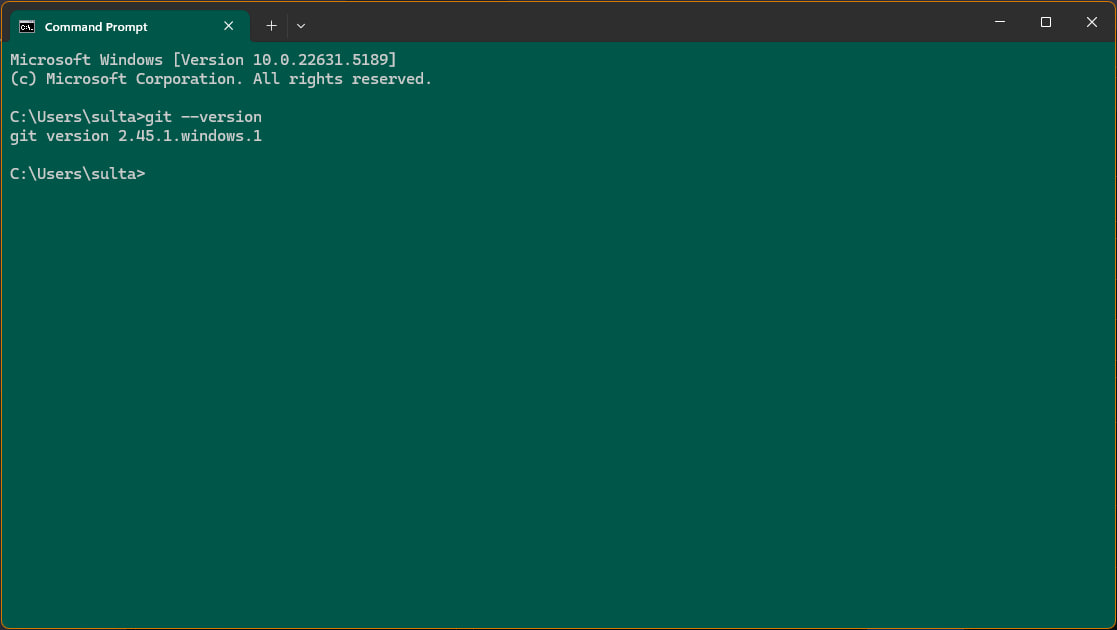 Command Prompt
Microsoft Windows [Version 10.0.22631.5189]
(c) Microsoft Corporation. All rights reserved.
C:\Users\sulta>git --version
git version 2.45.1.windows.1
C:\Users\sulta>